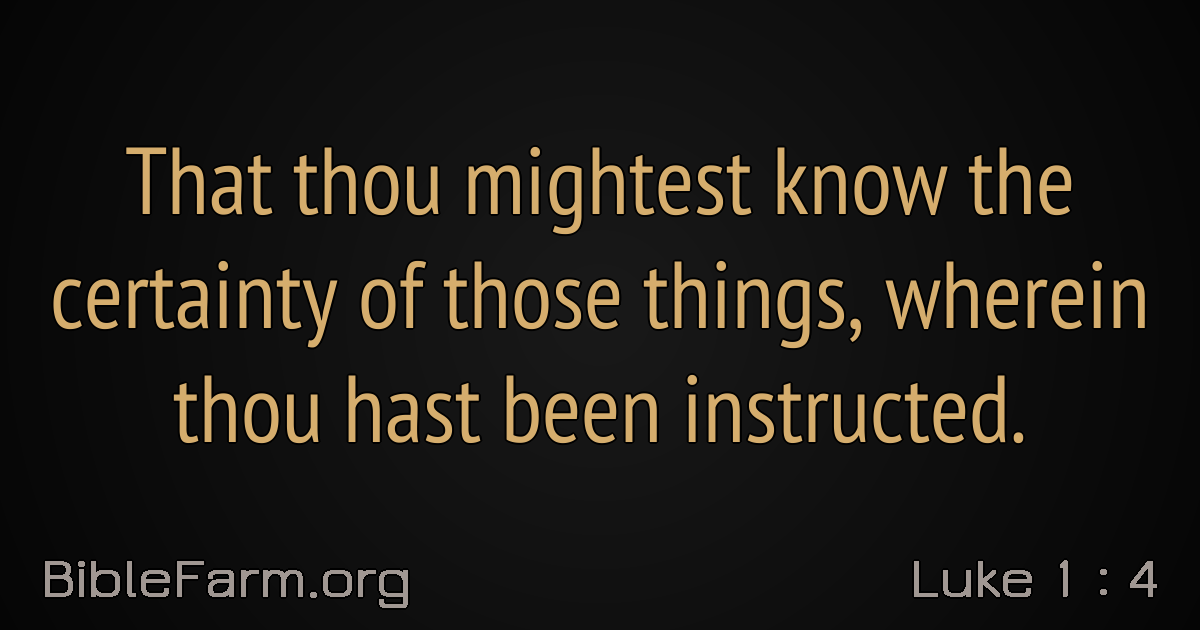 That thou mightest know the
certainty of those things, wherein
thou hast been instructed.
BibleFarm.org
Luke 1 : 4